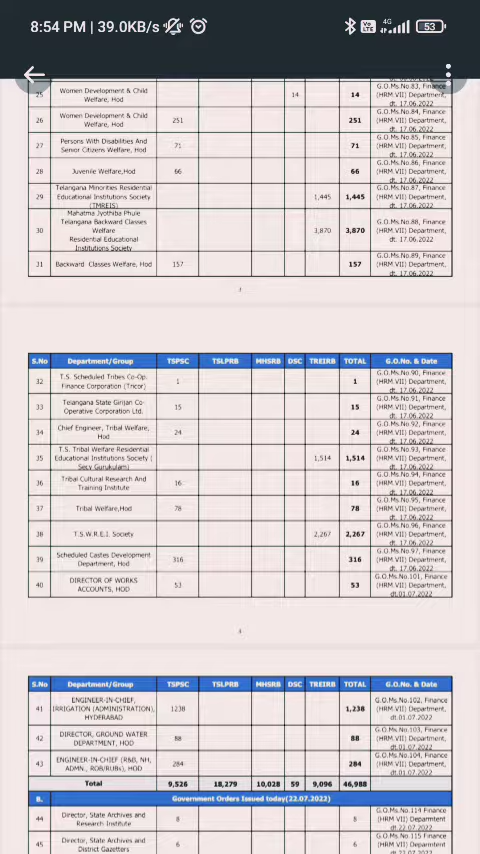 8:54 PM | 39.0KB/s
4G
Vo LTE
53
25 Women Development & Child Welfare, Hod 14 14 G.O.Ms.No.83, Finance (HRM.VII) Department, dt. 17.06.2022
26 Women Development & Child Welfare, Hod 251 251 G.O.Ms.No.84, Finance (HRM.VII) Department, dt. 17.06.2022
27 Persons With Disabilities And Senior Citizens Welfare, Hod 71 71 G.O.Ms.No.85, Finance (HRM.VII) Department, dt. 17.06.2022
28 Juvenile Welfare,Hod 66 66 G.O.Ms.No.86, Finance (HRM.VII) Department, dt. 17.06.2022
29 Telangana Minorities Residential Educational Institutions Society (TMREIS) 1,445 1,445 G.O.Ms.No.87, Finance (HRM.VII) Department, dt. 17.06.2022
30 Mahatma Jyothiba Phule Telangana Backward Classes Welfare Residential Educational Institutions Society 3,870 3,870 G.O.Ms.No.88, Finance (HRM.VII) Department, dt. 17.06.2022
31 Backward Classes Welfare, Hod 157 157 G.O.Ms.No.89, Finance (HRM.VII) Department, dt. 17.06.2022
S.No Department/Group TSPSC TSLPRB MHSRB DSC TREIRB TOTAL G.O.No. & Date
32 T.S. Scheduled Tribes Co-Op. Finance Corporation (Tricor) 1 1 G.O.Ms.No.90, Finance (HRM.VII) Department, dt. 17.06.2022
33 Telangana State Girijan Co-Operative Corporation Ltd. 15 15 G.O.Ms.No.91, Finance (HRM.VII) Department, dt. 17.06.2022
34 Chief Engineer, Tribal Welfare, Hod 24 24 G.O.Ms.No.92, Finance (HRM.VII) Department, dt. 17.06.2022
35 T.S. Tribal Welfare Residential Educational Institutions Society ( Secy Gurukulam) 1,514 1,514 G.O.Ms.No.93, Finance (HRM.VII) Department, dt. 17.06.2022
36 Tribal Cultural Research And Training Institute 16 16 G.O.Ms.No.94, Finance (HRM.VII) Department, dt. 17.06.2022
37 Tribal Welfare,Hod 78 78 G.O.Ms.No.95, Finance (HRM.VII) Department, dt. 17.06.2022
38 T.S.W.R.E.I. Society 2,267 2,267 G.O.Ms.No.96, Finance (HRM.VII) Department, dt. 17.06.2022
39 Scheduled Castes Development Department, Hod 316 316 G.O.Ms.No.97, Finance (HRM.VII) Department, dt. 17.06.2022
40 DIRECTOR OF WORKS ACCOUNTS, HOD 53 53 G.O.Ms.No.101, Finance (HRM.VII) Department, dt.01.07.2022
S.No Department/Group TSPSC TSLPRB MHSRB DSC TREIRB TOTAL G.O.No. & Date
41 ENGINEER-IN-CHIEF, IRRIGATION (ADMINISTRATION), HYDERABAD 1238 1,238 G.O.Ms.No.102, Finance (HRM.VII) Department, dt.01.07.2022
42 DIRECTOR, GROUND WATER DEPARTMENT, HOD 88 88 G.O.Ms.No.103, Finance (HRM.VII) Department, dt.01.07.2022
43 ENGINEER-IN-CHIEF (R&B, NH, ADMN., ROB/RUBs), HOD 284 284 G.O.Ms.No.104, Finance (HRM.VII) Department, dt.01.07.2022
Total 9,526 18,279 10,028 59 9,096 46,988
B. Government Orders Issued today(22.07.2022)
44 Director, State Archives and Research Institute 8 8 G.O.Ms.No.114 Finance (HRM.VII) Deparment dt.22.07.2022
45 Director, State Archives and District Gazetters 6 6 G.O.Ms.No.115 Finance (HRM.VII) Deparment